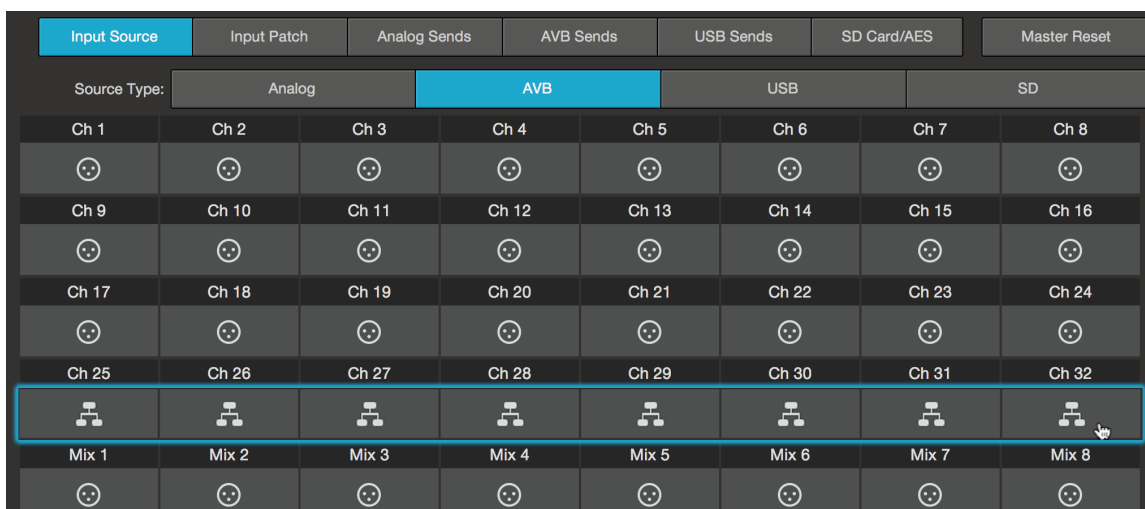 Input Source Input Patch Analog Sends AVB Sends USB Sends SD Card/AES Master Reset
Source Type: Analog AVB USB SD
Ch 1 Ch 2 Ch 3 Ch 4 Ch 5 Ch 6 Ch 7 Ch 8
Ch 9 Ch 10 Ch 11 Ch 12 Ch 13 Ch 14 Ch 15 Ch 16
Ch 17 Ch 18 Ch 19 Ch 20 Ch 21 Ch 22 Ch 23 Ch 24
Ch 25 Ch 26 Ch 27 Ch 28 Ch 29 Ch 30 Ch 31 Ch 32
Mix 1 Mix 2 Mix 3 Mix 4 Mix 5 Mix 6 Mix 7 Mix 8